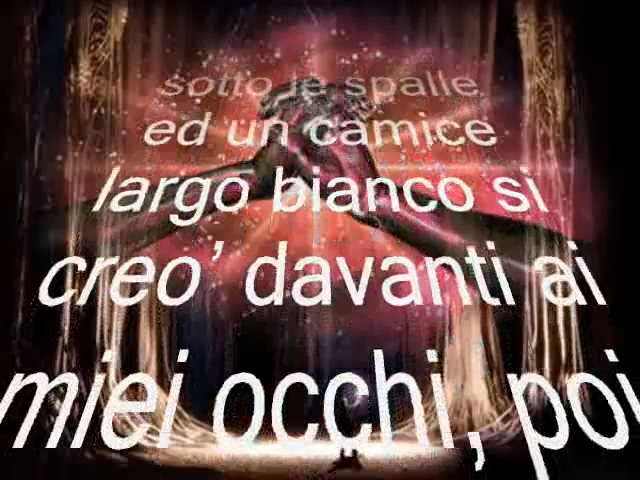 sotto le spalle
ed un camice
largo bianco si
creo’ davanti ai
miei occhi, poi